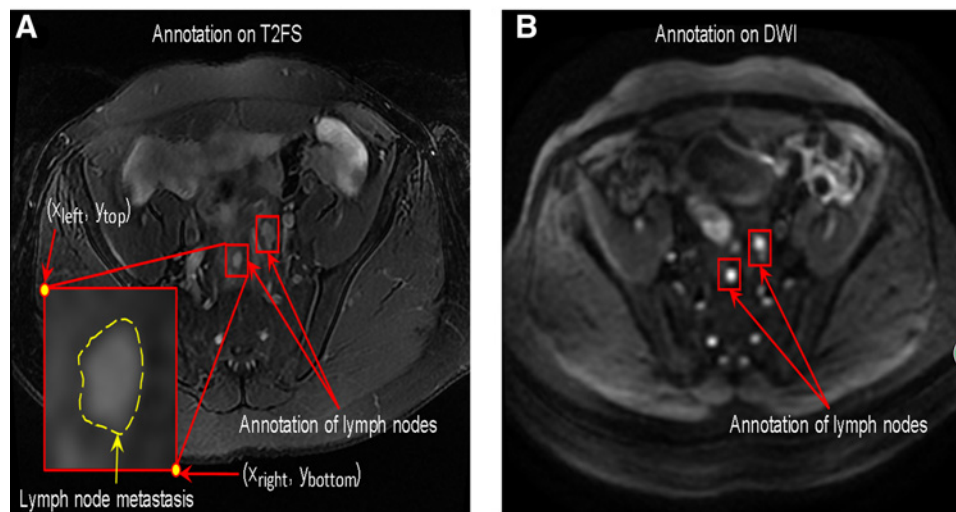 A
Annotation on T2FS
(xleft, ytop)
Annotation of lymph nodes
(xright, ybottom)
Lymph node metastasis
B
Annotation on DWI
Annotation of lymph nodes